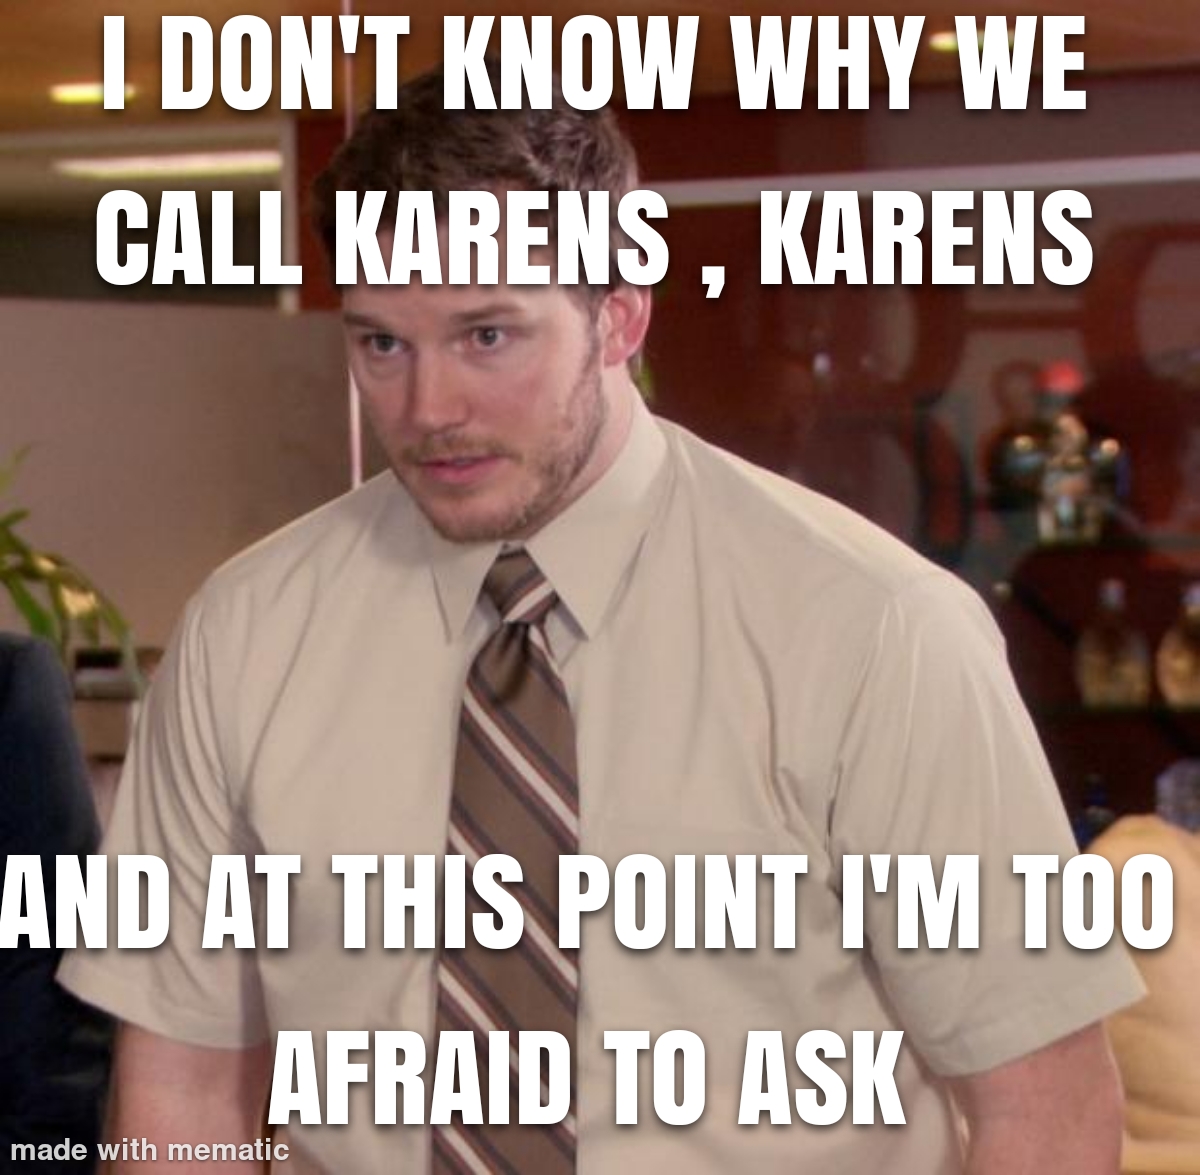 I DON'T KNOW WHY WE
CALL KARENS , KARENS
AND AT THIS POINT I'M TOO
AFRAID TO ASK
made with mematic